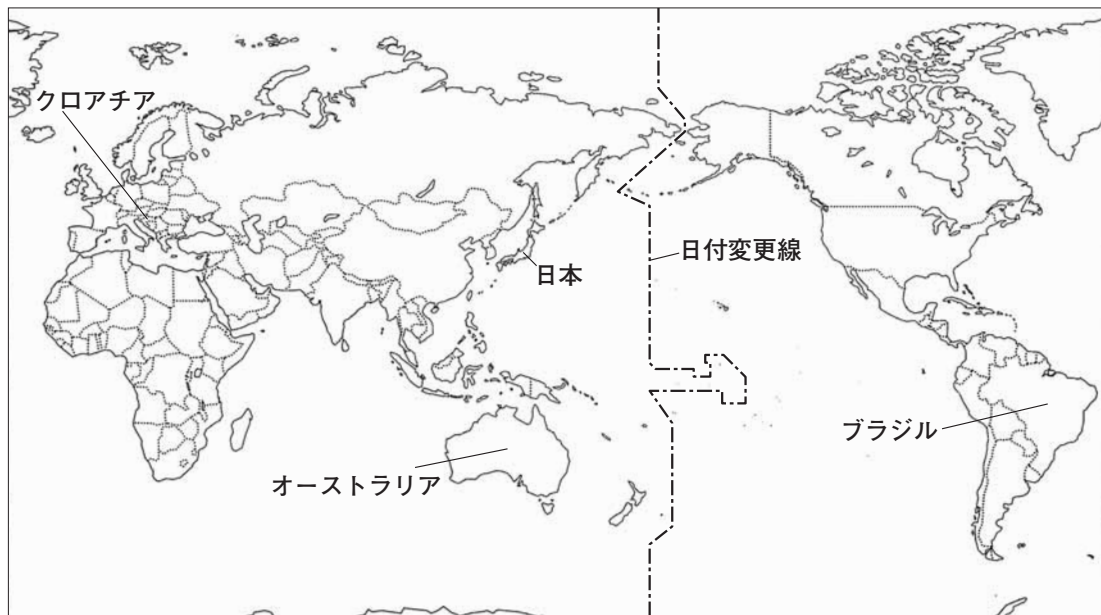 クロアチア
日本
日付変更線
ブラジル
オーストラリア